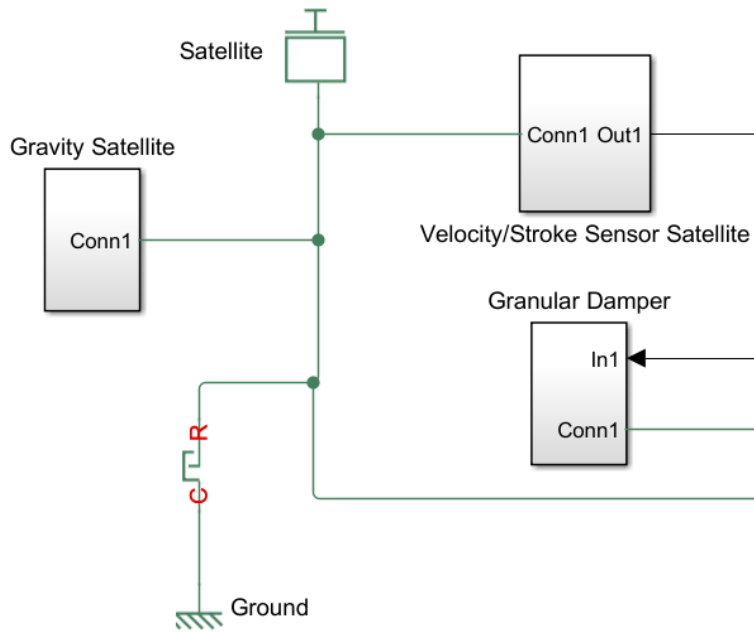 Satellite
Gravity Satellite
Conn1
Conn1 Out1
Velocity/Stroke Sensor Satellite
Granular Damper
In1
Conn1
R
C
Ground